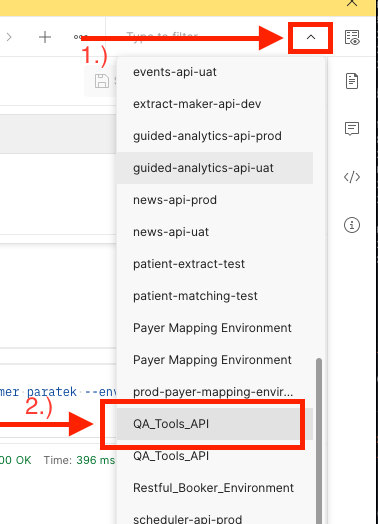 Type to filter
1.)
events-api-uat
extract-maker-api-dev
guided-analytics-api-prod
guided-analytics-api-uat
news-api-prod
news-api-uat
patient-extract-test
patient-matching-test
Payer Mapping Environment
Payer Mapping Environment
prod-payer-mapping-envir...
mer paratek --env
2.)
QA_Tools_API
00 OK Time: 396 ms
QA_Tools_API
Restful_Booker_Environment
scheduler-api-prod